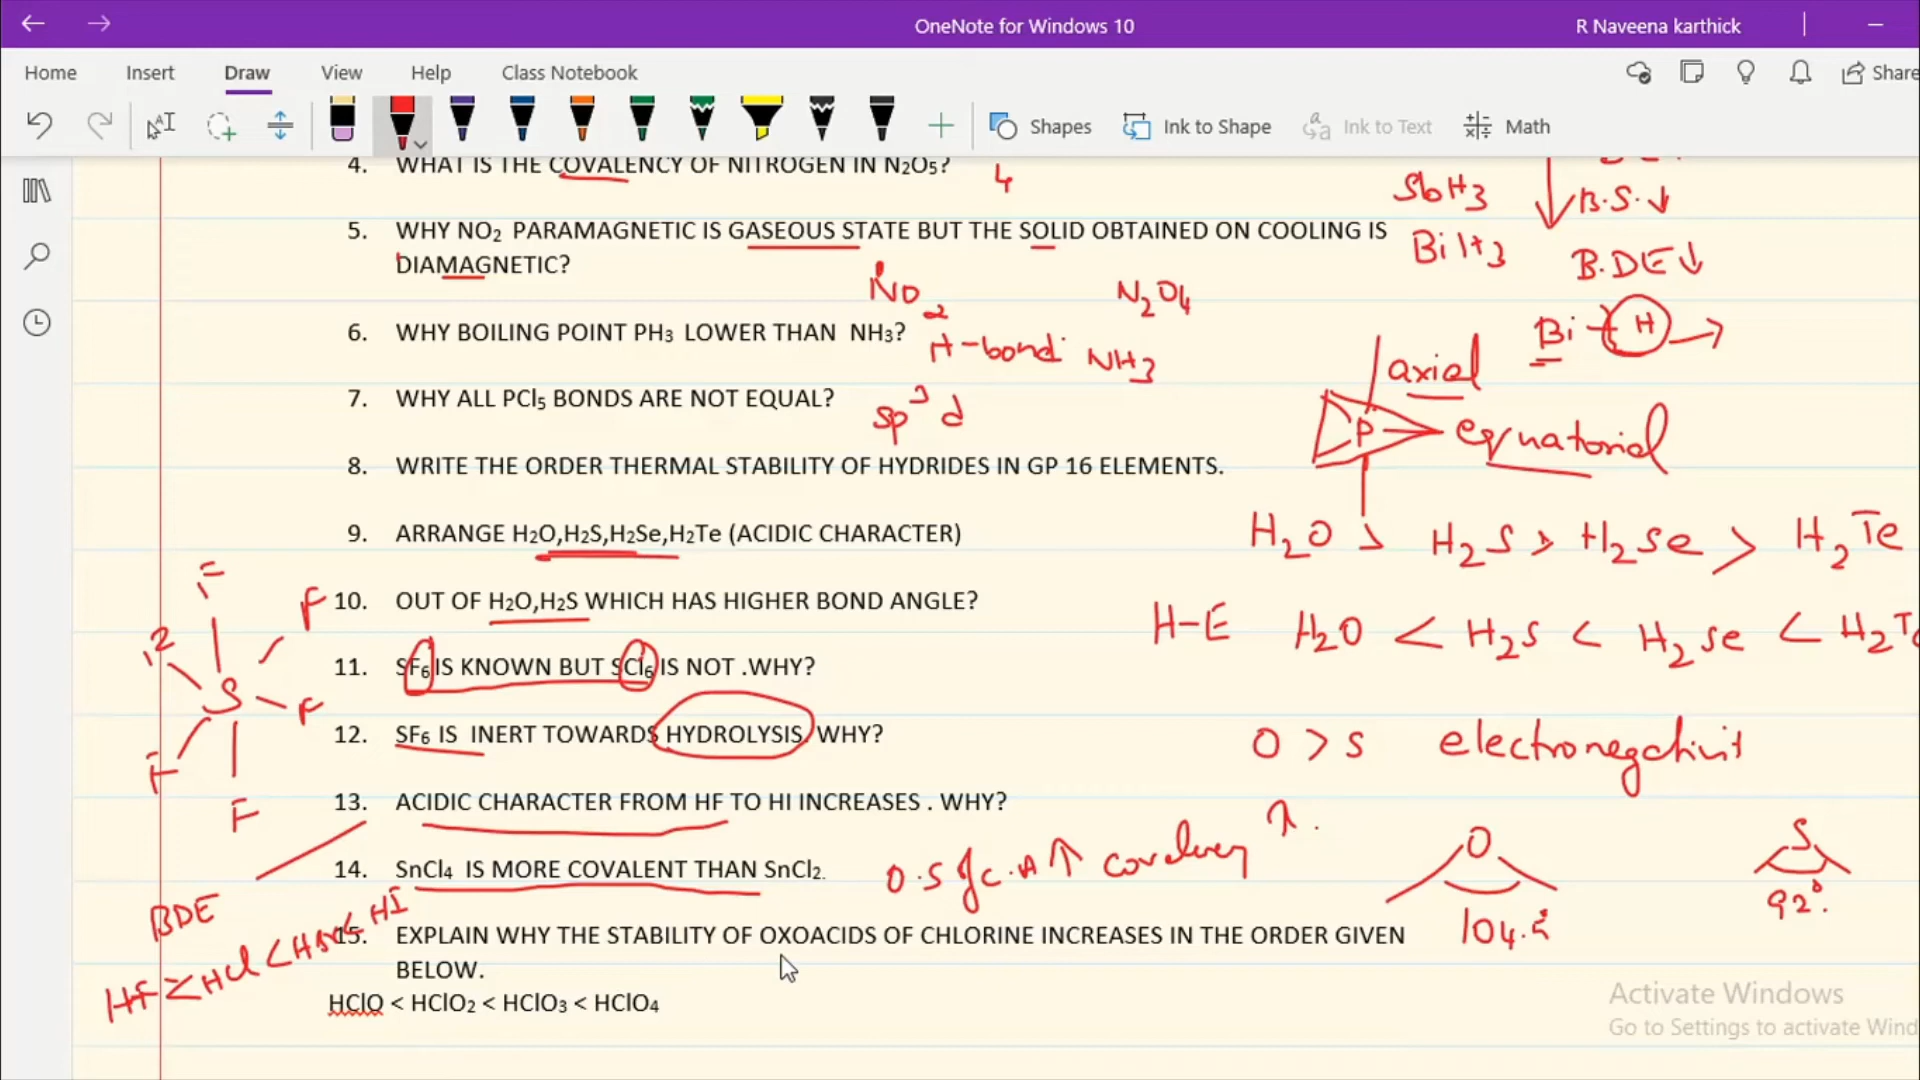 OneNote for Windows 10
R Naveena karthick
Home Insert Draw View Help Class Notebook
Share
Shapes Ink to Shape Ink to Text Math
4. WHAT IS THE COVALENCY OF NITROGEN IN N2O5? 4
SbH3
B.S.↓
5. WHY NO2 PARAMAGNETIC IS GASEOUS STATE BUT THE SOLID OBTAINED ON COOLING IS
DIAMAGNETIC?
BiH3
B.DE↓
NO2
N2O4
6. WHY BOILING POINT PH3 LOWER THAN NH3?
H-bond NH3
Bi-H →
axial
7. WHY ALL PCl5 BONDS ARE NOT EQUAL?
sp3d
P
equatorial
8. WRITE THE ORDER THERMAL STABILITY OF HYDRIDES IN GP 16 ELEMENTS.
9. ARRANGE H2O,H2S,H2Se,H2Te (ACIDIC CHARACTER)
H2O > H2S > H2Se > H2Te
10. OUT OF H2O,H2S WHICH HAS HIGHER BOND ANGLE?
H-E H2O < H2S < H2Se < H2Te
11. SF6 IS KNOWN BUT SCl6 IS NOT .WHY?
F
F
S
F
F
F
12. SF6 IS INERT TOWARDS HYDROLYSIS. WHY?
O > S electronegativit
13. ACIDIC CHARACTER FROM HF TO HI INCREASES . WHY?
14. SnCl4 IS MORE COVALENT THAN SnCl2.
O.S of C.A ↑ covalency ↑.
O
104.5
S
92°.
BDE
HF > HCl < HBr < HI
15. EXPLAIN WHY THE STABILITY OF OXOACIDS OF CHLORINE INCREASES IN THE ORDER GIVEN
BELOW.
HClO < HClO2 < HClO3 < HClO4
Activate Windows
Go to Settings to activate Wind